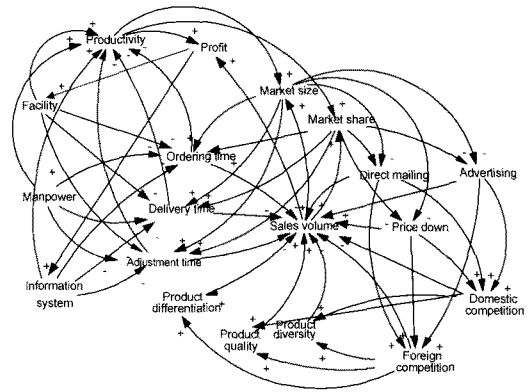 Productivity
Profit
Market size
Facility
Market share
Ordering time
Direct mailing
Advertising
Manpower
Delivery time
Sales volume
Price down
Adjustment time
Information
system
Product
differentiation
Domestic
competition
Product
quality
Product
diversity
Foreign
competition